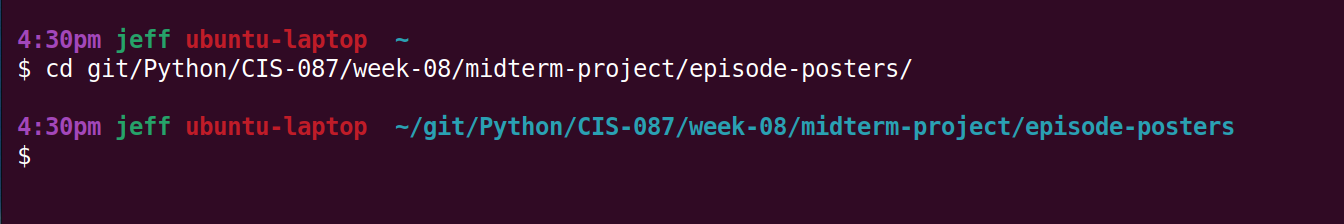 4:30pm jeff ubuntu-laptop  ~
$ cd git/Python/CIS-087/week-08/midterm-project/episode-posters/
4:30pm jeff ubuntu-laptop  ~/git/Python/CIS-087/week-08/midterm-project/episode-posters
$